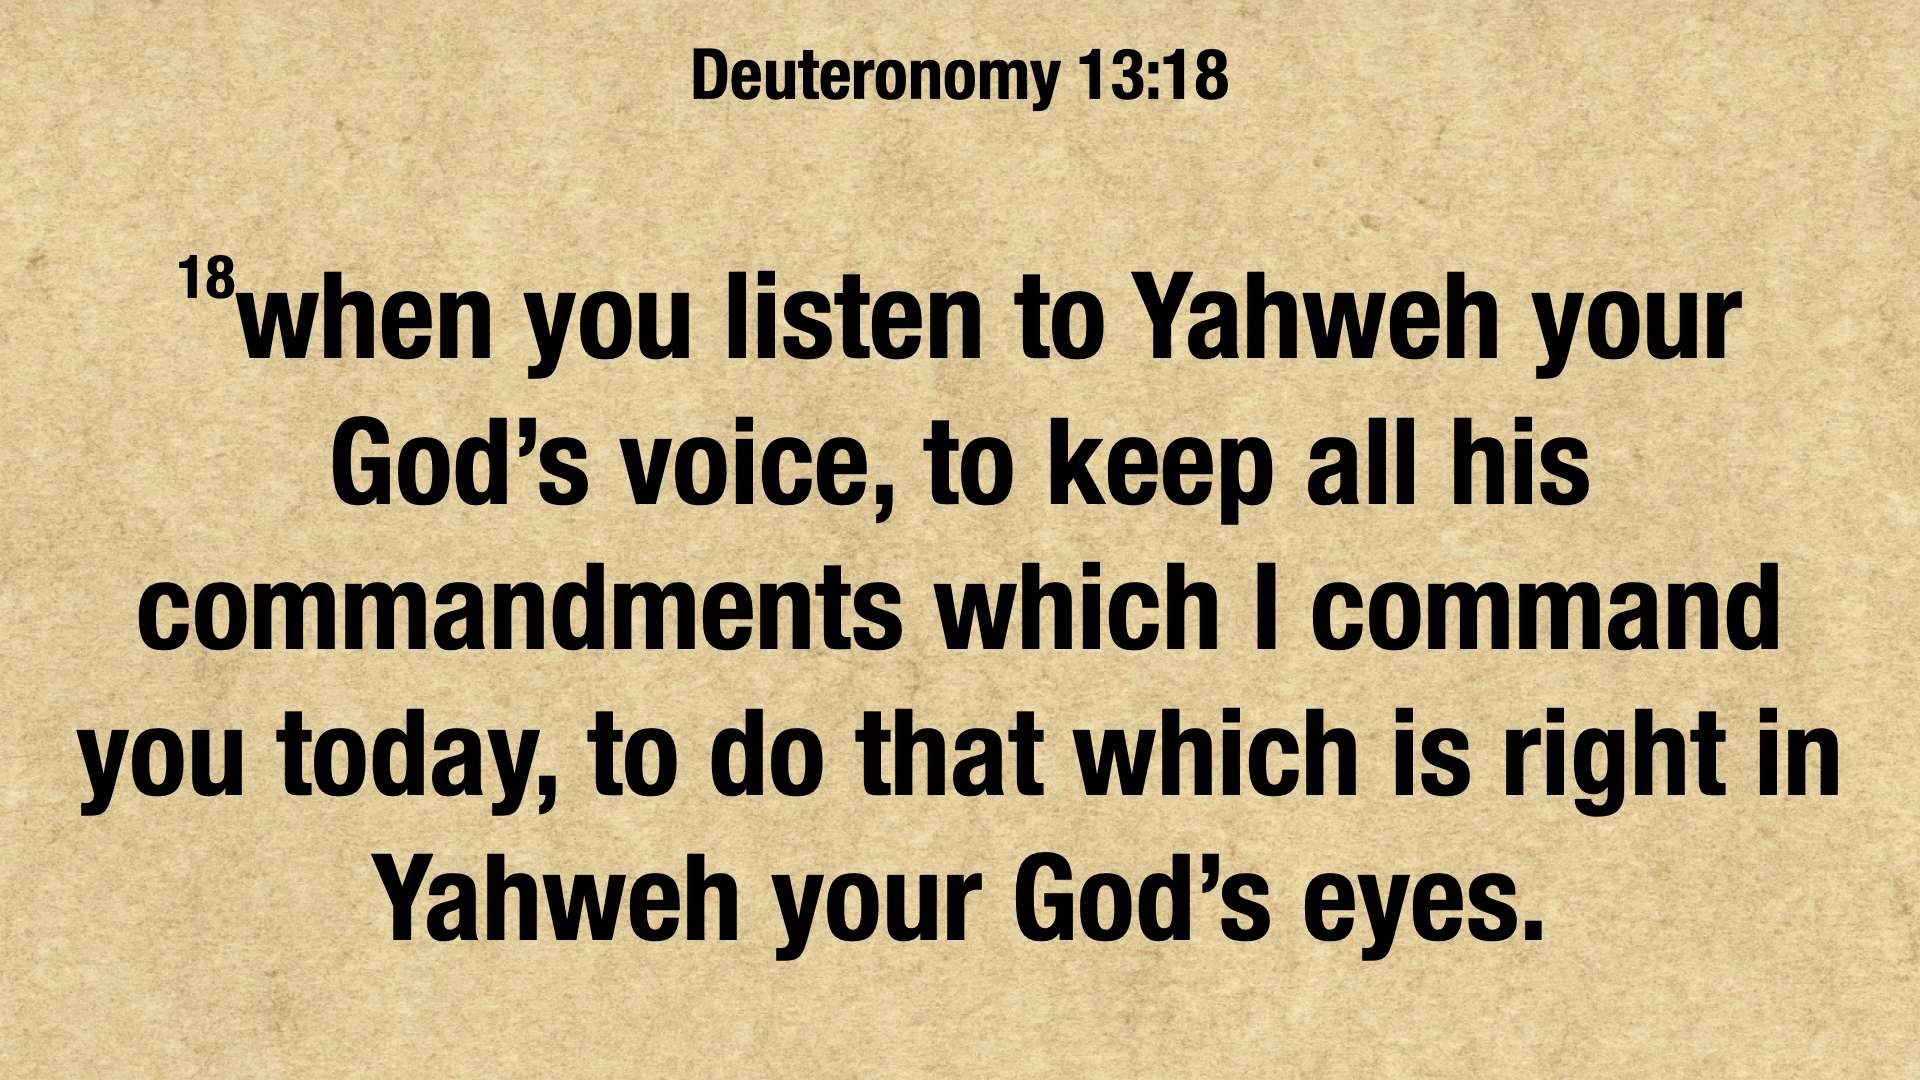 Deuteronomy 13:18
18when you listen to Yahweh your
God’s voice, to keep all his
commandments which I command
you today, to do that which is right in
Yahweh your God’s eyes.